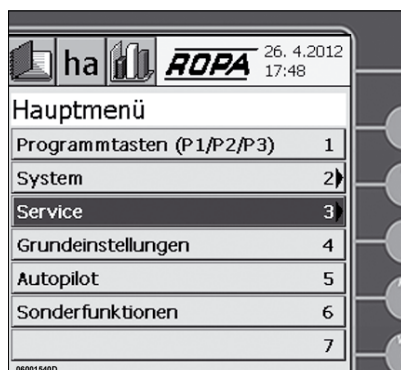 ha ROPA 26. 4.2012
17:48
Hauptmenü
Programmtasten (P1/P2/P3) 1
System 2
Service 3
Grundeinstellungen 4
Autopilot 5
Sonderfunktionen 6
7
06001540D